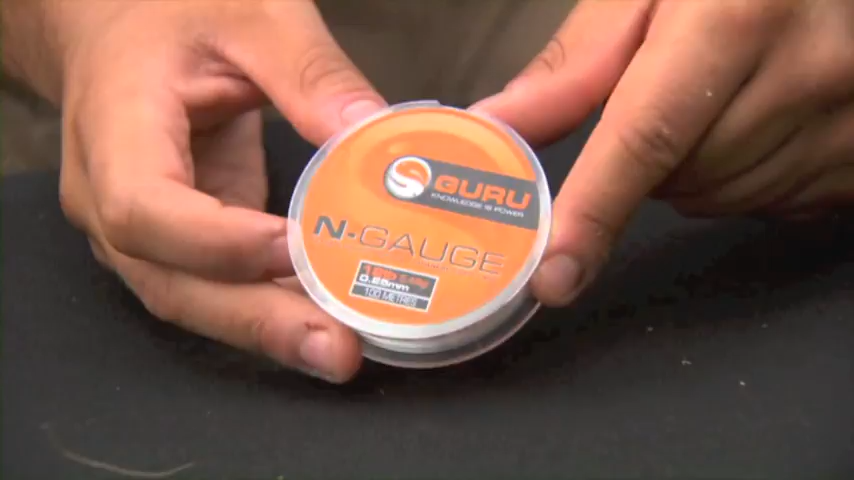 GURU
KNOWLEDGE IS POWER
N-GAUGE
0.25mm
100 METRES